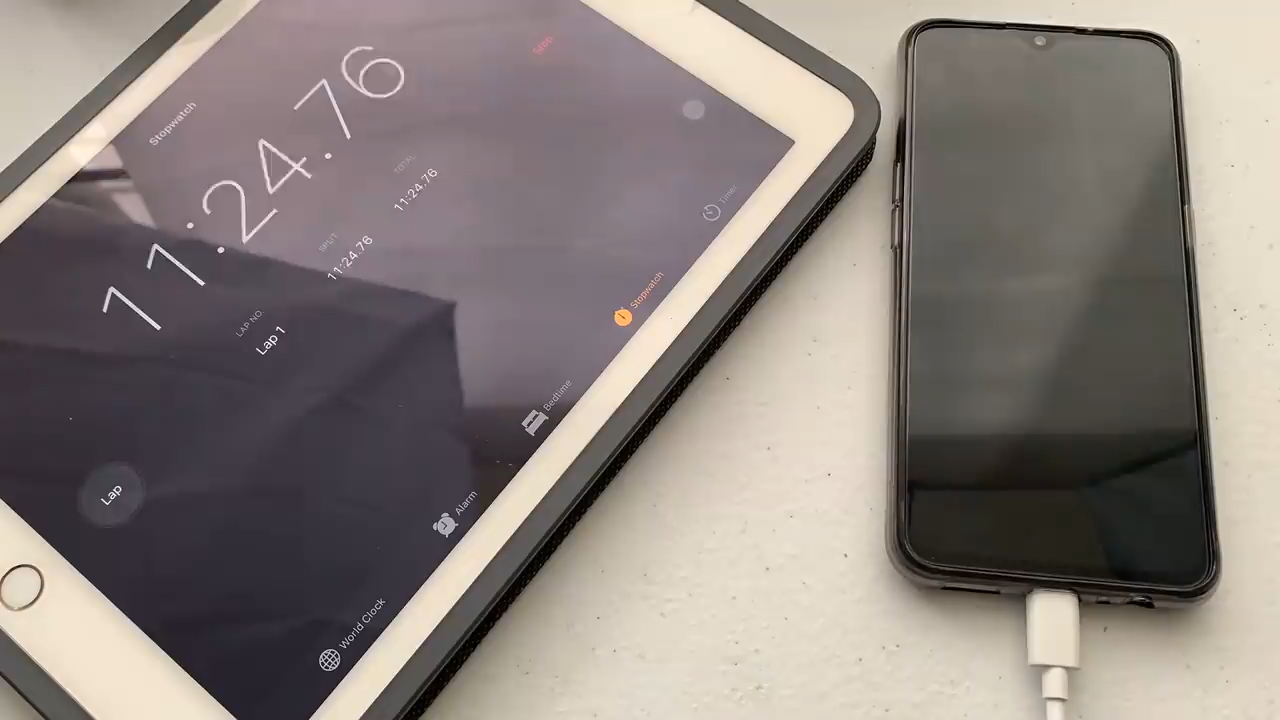 Stopwatch
11:24.76
Stop
LAP NO.
SPLIT
TOTAL
Lap 1
11:24.76
11:24.76
Lap
World Clock
Alarm
Bedtime
Stopwatch
Timer